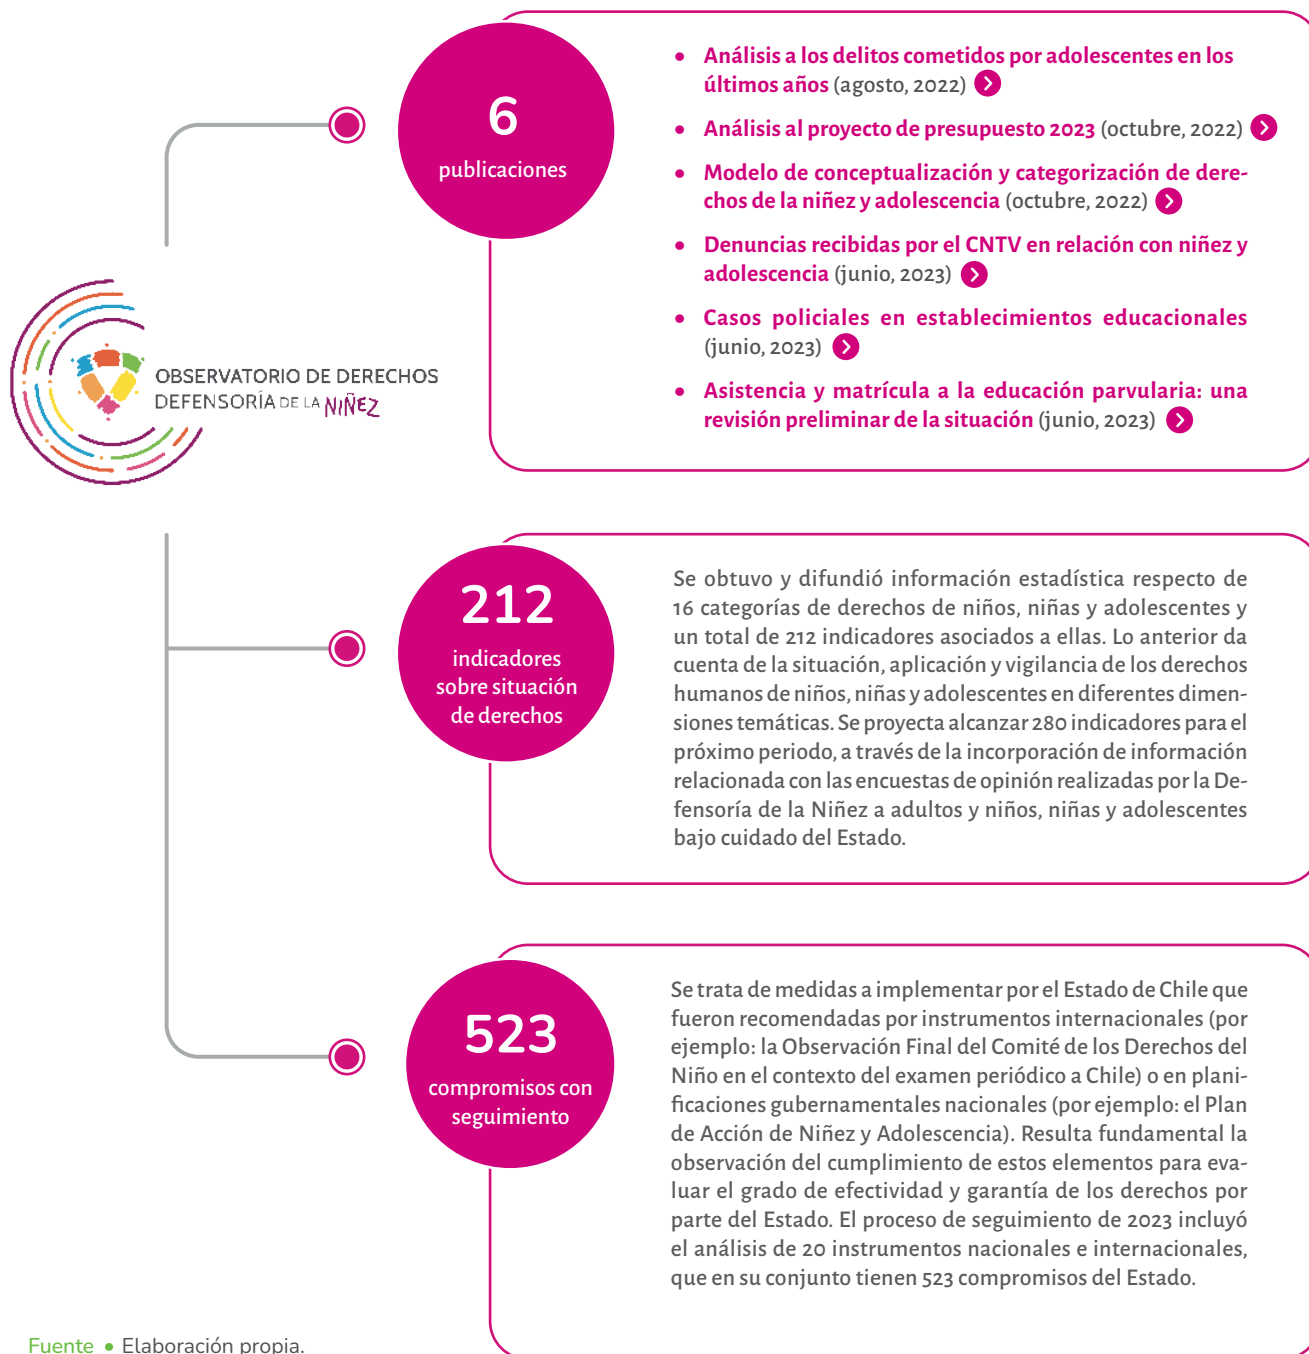 6
publicaciones
• Análisis a los delitos cometidos por adolescentes en los
últimos años (agosto, 2022)
• Análisis al proyecto de presupuesto 2023 (octubre, 2022)
• Modelo de conceptualización y categorización de dere-
chos de la niñez y adolescencia (octubre, 2022)
• Denuncias recibidas por el CNTV en relación con niñez y
adolescencia (junio, 2023)
• Casos policiales en establecimientos educacionales
(junio, 2023)
• Asistencia y matrícula a la educación parvularia: una
revisión preliminar de la situación (junio, 2023)
OBSERVATORIO DE DERECHOS
DEFENSORÍA DE LA NIÑEZ
212
indicadores
sobre situación
de derechos
Se obtuvo y difundió información estadística respecto de
16 categorías de derechos de niños, niñas y adolescentes y
un total de 212 indicadores asociados a ellas. Lo anterior da
cuenta de la situación, aplicación y vigilancia de los derechos
humanos de niños, niñas y adolescentes en diferentes dimen-
siones temáticas. Se proyecta alcanzar 280 indicadores para el
próximo periodo, a través de la incorporación de información
relacionada con las encuestas de opinión realizadas por la De-
fensoría de la Niñez a adultos y niños, niñas y adolescentes
bajo cuidado del Estado.
523
compromisos con
seguimiento
Se trata de medidas a implementar por el Estado de Chile que
fueron recomendadas por instrumentos internacionales (por
ejemplo: la Observación Final del Comité de los Derechos del
Niño en el contexto del examen periódico a Chile) o en plani-
ficaciones gubernamentales nacionales (por ejemplo: el Plan
de Acción de Niñez y Adolescencia). Resulta fundamental la
observación del cumplimiento de estos elementos para eva-
luar el grado de efectividad y garantía de los derechos por
parte del Estado. El proceso de seguimiento de 2023 incluyó
el análisis de 20 instrumentos nacionales e internacionales,
que en su conjunto tienen 523 compromisos del Estado.
Fuente • Elaboración propia.